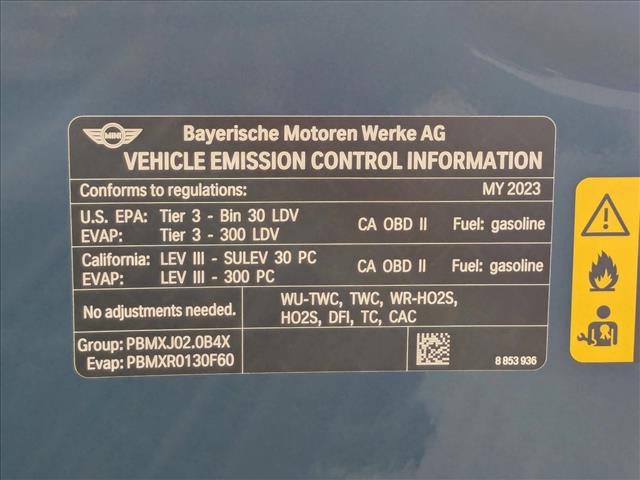 MINI
Bayerische Motoren Werke AG
VEHICLE EMISSION CONTROL INFORMATION
Conforms to regulations: MY 2023
U.S. EPA: Tier 3 - Bin 30 LDV CA OBD II Fuel: gasoline
EVAP: Tier 3 - 300 LDV
California: LEV III - SULEV 30 PC CA OBD II Fuel: gasoline
EVAP: LEV III - 300 PC
No adjustments needed.
WU-TWC, TWC, WR-HO2S,
HO2S, DFI, TC, CAC
Group: PBMXJ02.0B4X
Evap: PBMXR0130F60
8 853 936